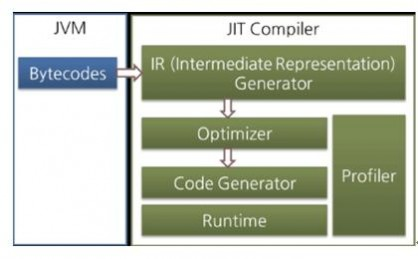 JVM
JIT Compiler
Bytecodes
IR (Intermediate Representation)
Generator
Optimizer
Code Generator
Profiler
Runtime